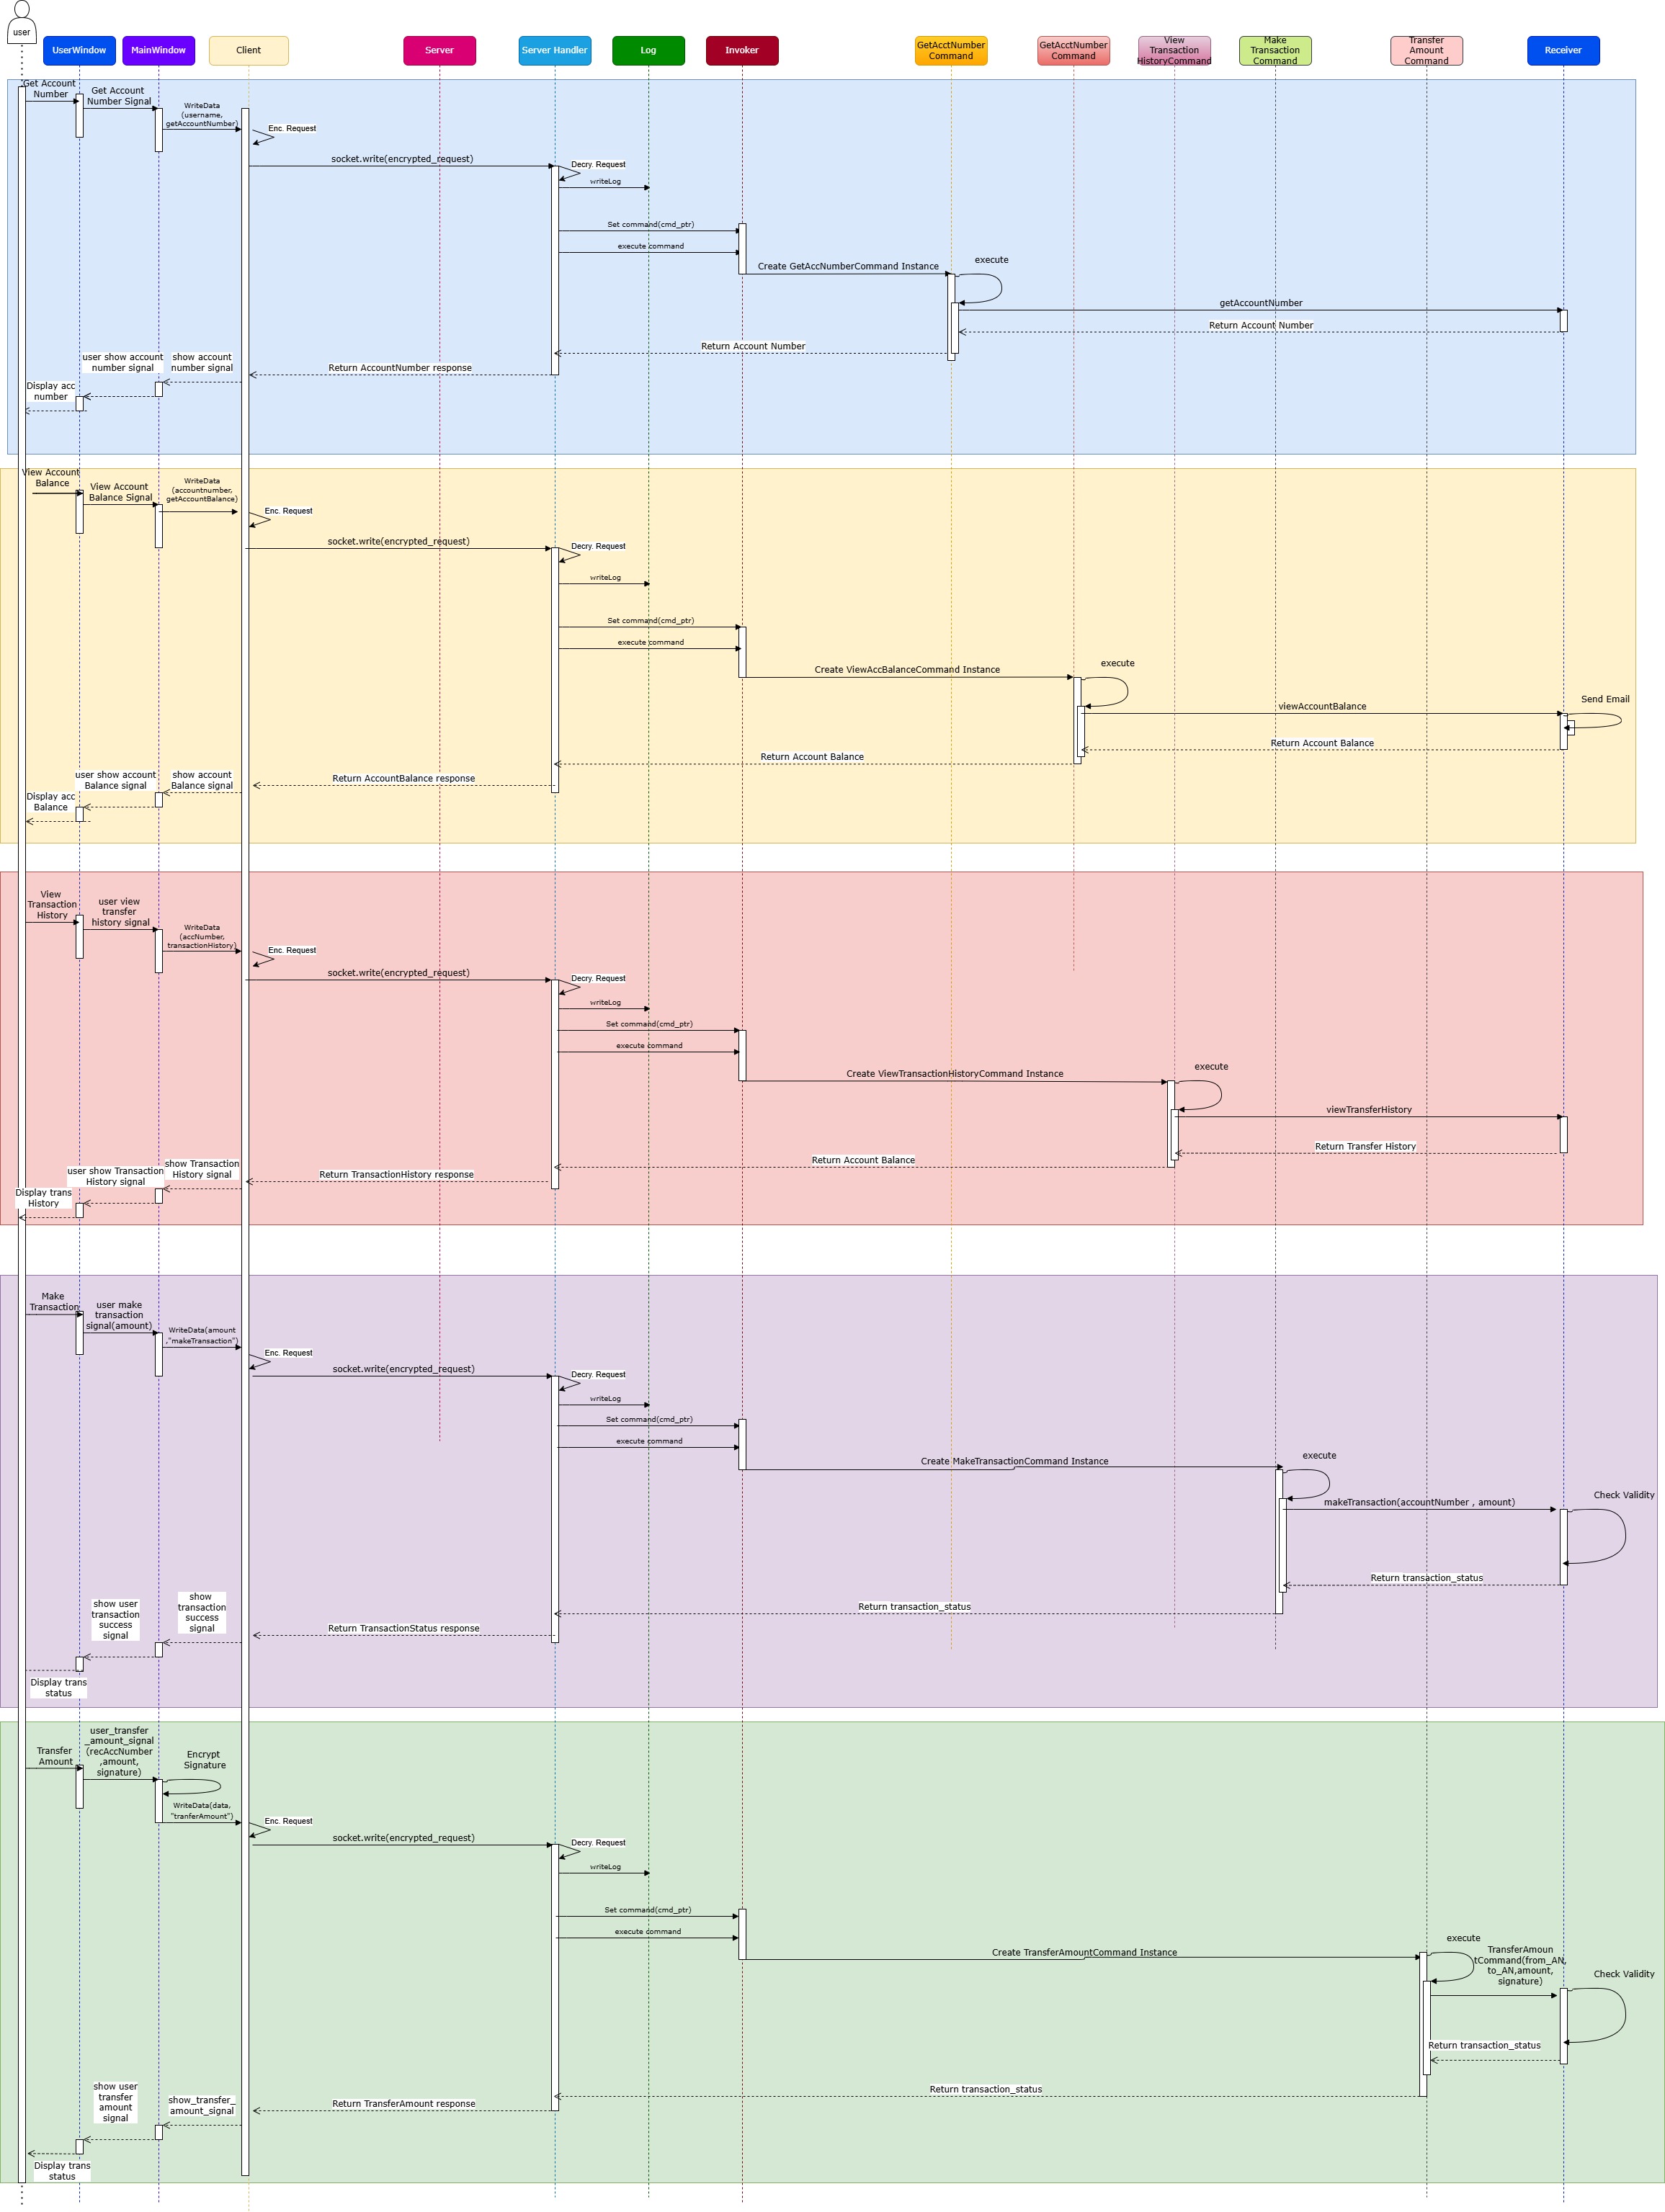 user
UserWindow
MainWindow
Client
Server
Server Handler
Log
Invoker
GetAcctNumber
Command
GetAcctNumber
Command
View
Transaction
HistoryCommand
Make
Transaction
Command
Transfer
Amount
Command
Receiver
Get Account
Number
Get Account
Number Signal
WriteData
(username,
getAccountNumber)
Enc. Request
socket.write(encrypted_request)
Decry. Request
writeLog
Set command(cmd_ptr)
execute command
Create GetAccNumberCommand Instance
execute
getAccountNumber
Return Account Number
Return Account Number
Return AccountNumber response
show account
number signal
user show account
number signal
Display acc
number
View Account
Balance
View Account
Balance Signal
WriteData
(accountnumber,
getAccountBalance)
Enc. Request
socket.write(encrypted_request)
Decry. Request
writeLog
Set command(cmd_ptr)
execute command
Create ViewAccBalanceCommand Instance
execute
viewAccountBalance
Send Email
Return Account Balance
Return Account Balance
Return AccountBalance response
show account
Balance signal
user show account
Balance signal
Display acc
Balance
View
Transaction
History
user view
transfer
history signal
WriteData
(accNumber,
transactionHistory)
Enc. Request
socket.write(encrypted_request)
Decry. Request
writeLog
Set command(cmd_ptr)
execute command
Create ViewTransactionHistoryCommand Instance
execute
viewTransferHistory
Return Transfer History
Return Account Balance
Return TransactionHistory response
show Transaction
History signal
user show Transaction
History signal
Display trans
History
Make
Transaction
user make
transaction
signal(amount)
WriteData(amount
,"makeTransaction")
Enc. Request
socket.write(encrypted_request)
Decry. Request
writeLog
Set command(cmd_ptr)
execute command
Create MakeTransactionCommand Instance
execute
makeTransaction(accountNumber , amount)
Check Validity
Return transaction_status
Return transaction_status
Return TransactionStatus response
show
transaction
success
signal
show user
transaction
success
signal
Display trans
status
Transfer
Amount
user_transfer
_amount_signal
(recAccNumber
,amount,
signature)
Encrypt
Signature
WriteData(data,
"tranferAmount")
Enc. Request
socket.write(encrypted_request)
Decry. Request
writeLog
Set command(cmd_ptr)
execute command
Create TransferAmountCommand Instance
execute
TransferAmoun
tCommand(from_AN,
to_AN,amount,
signature)
Check Validity
Return transaction_status
Return transaction_status
Return TransferAmount response
show_transfer_
amount_signal
show user
transfer
amount
signal
Display trans
status